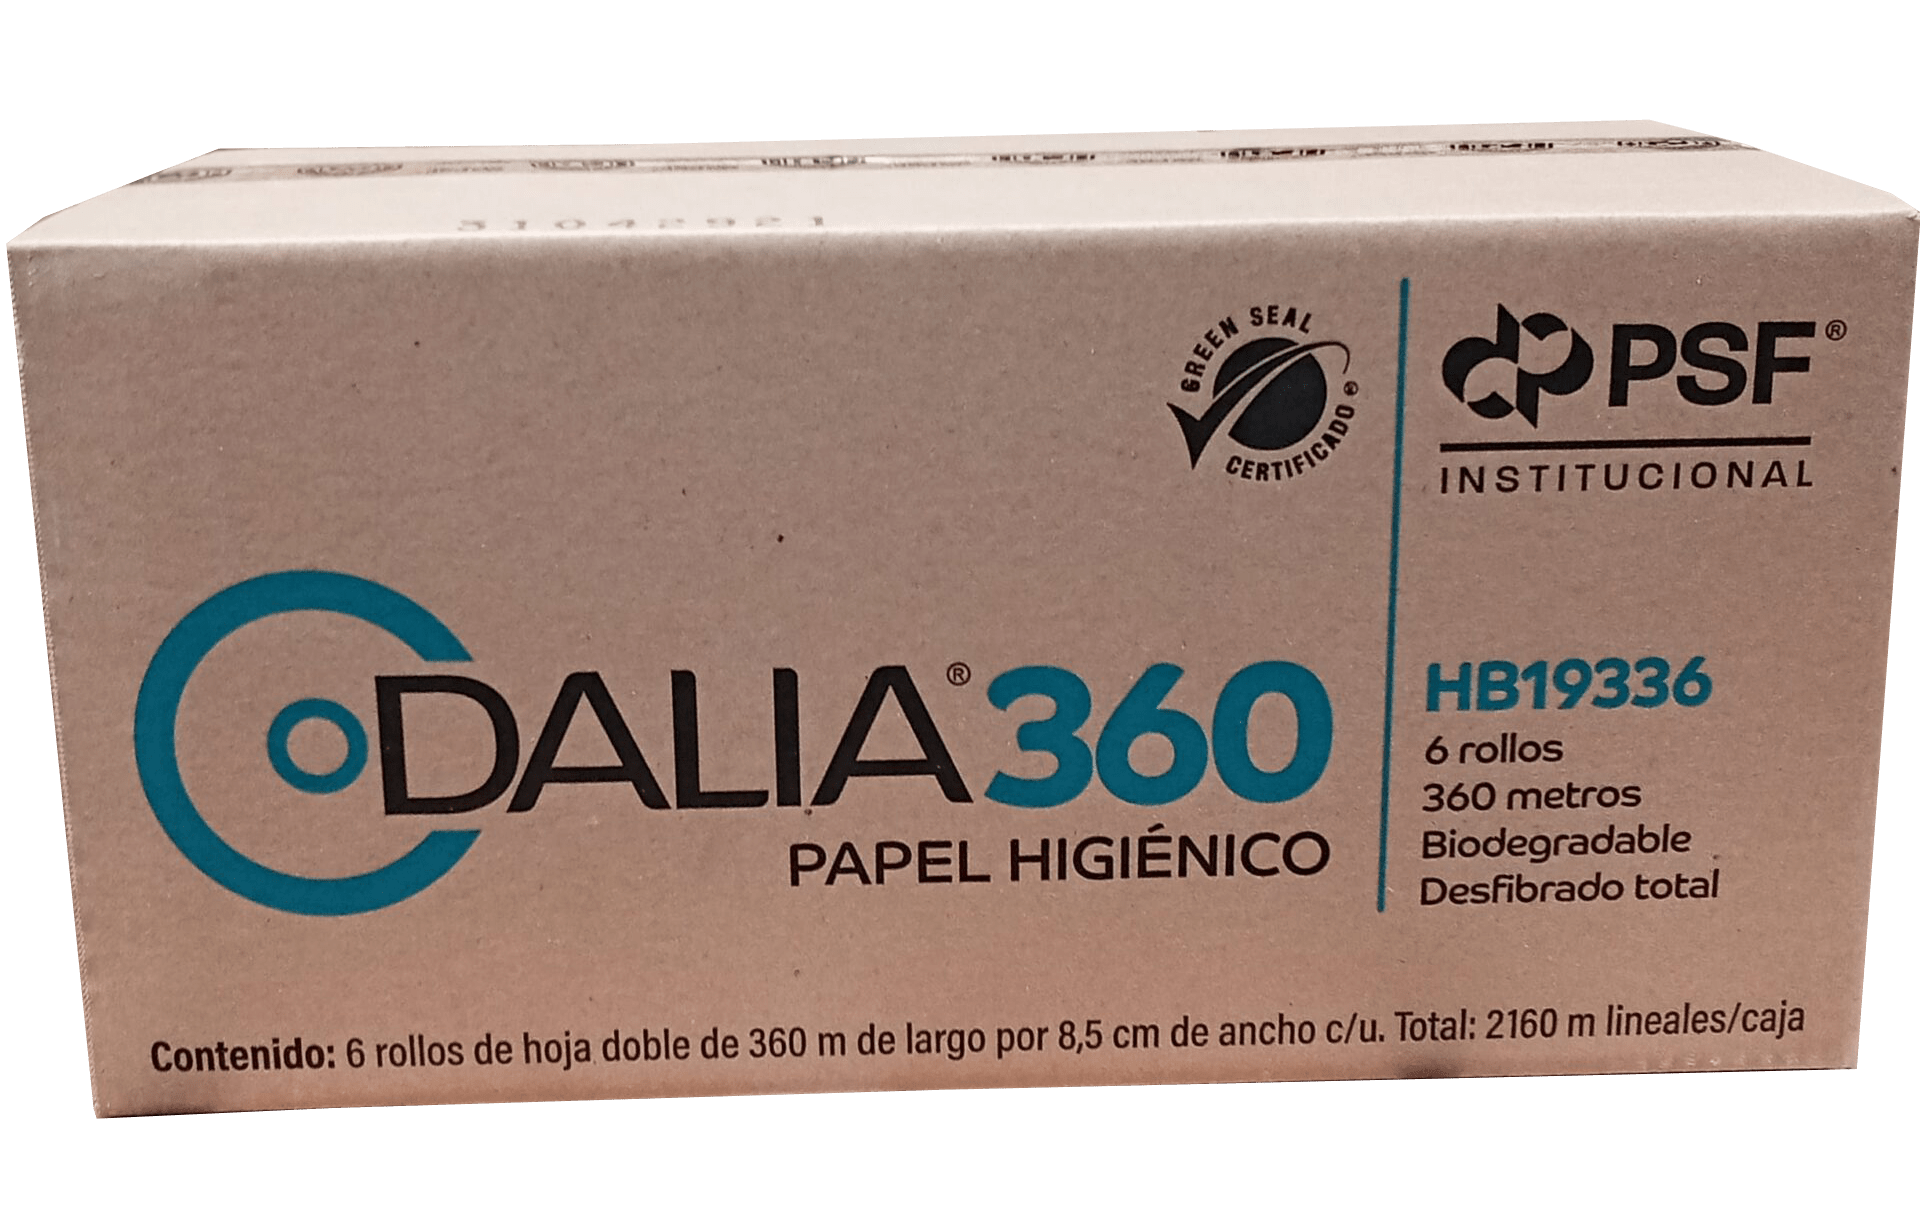 31042921
GREEN SEAL
CERTIFICADO®
PSF®
INSTITUCIONAL
DALIA®360
PAPEL HIGIÉNICO
HB19336
6 rollos
360 metros
Biodegradable
Desfibrado total
Contenido: 6 rollos de hoja doble de 360 m de largo por 8,5 cm de ancho c/u. Total: 2160 m lineales/caja